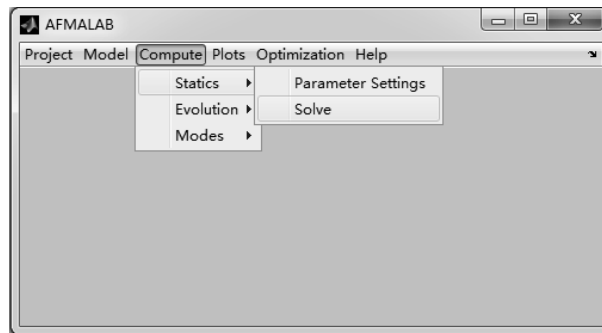 AFMALAB
Project Model Compute Plots Optimization Help
Statics Parameter Settings
Evolution Solve
Modes